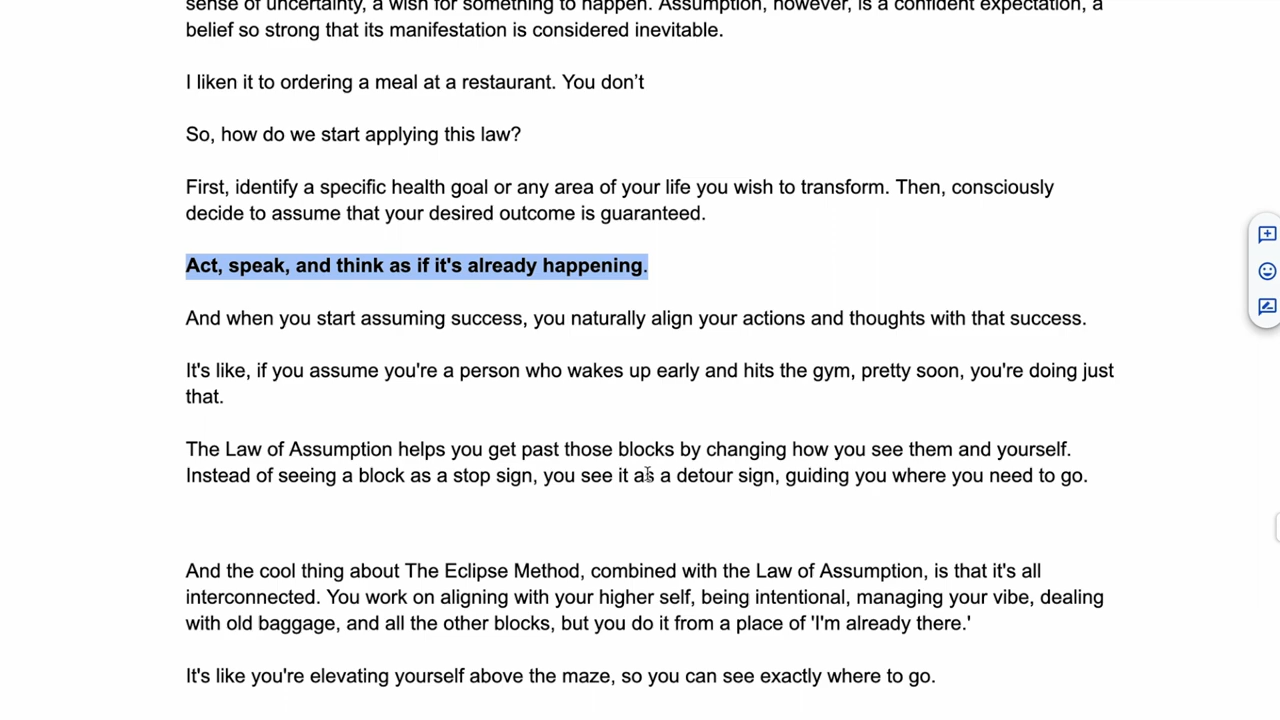 sense of uncertainty, a wish for something to happen. Assumption, however, is a confident expectation, a
belief so strong that its manifestation is considered inevitable.
I liken it to ordering a meal at a restaurant. You don’t
So, how do we start applying this law?
First, identify a specific health goal or any area of your life you wish to transform. Then, consciously
decide to assume that your desired outcome is guaranteed.
Act, speak, and think as if it's already happening.
And when you start assuming success, you naturally align your actions and thoughts with that success.
It's like, if you assume you're a person who wakes up early and hits the gym, pretty soon, you're doing just
that.
The Law of Assumption helps you get past those blocks by changing how you see them and yourself.
Instead of seeing a block as a stop sign, you see it as a detour sign, guiding you where you need to go.
And the cool thing about The Eclipse Method, combined with the Law of Assumption, is that it's all
interconnected. You work on aligning with your higher self, being intentional, managing your vibe, dealing
with old baggage, and all the other blocks, but you do it from a place of 'I'm already there.'
It's like you're elevating yourself above the maze, so you can see exactly where to go.